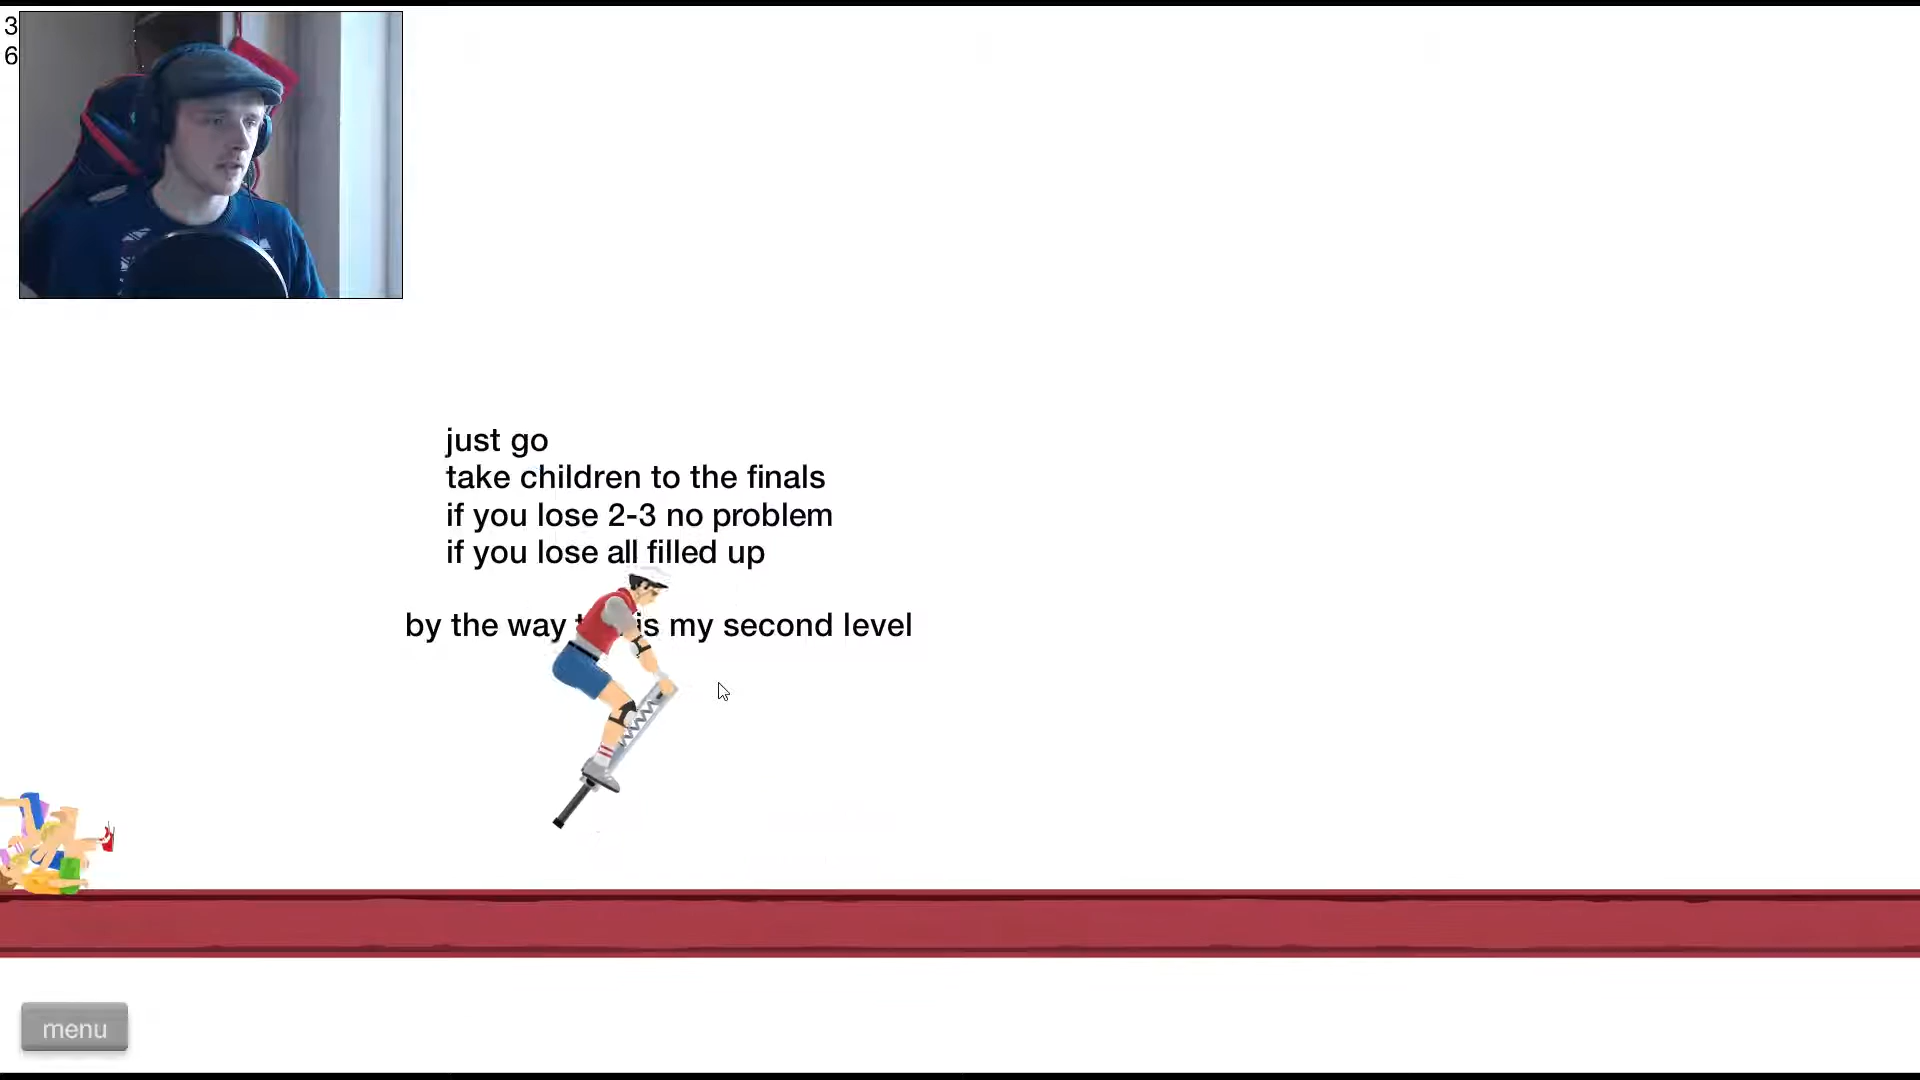 3
6
just go
take children to the finals
if you lose 2-3 no problem
if you lose all filled up
by the way is my second level
menu